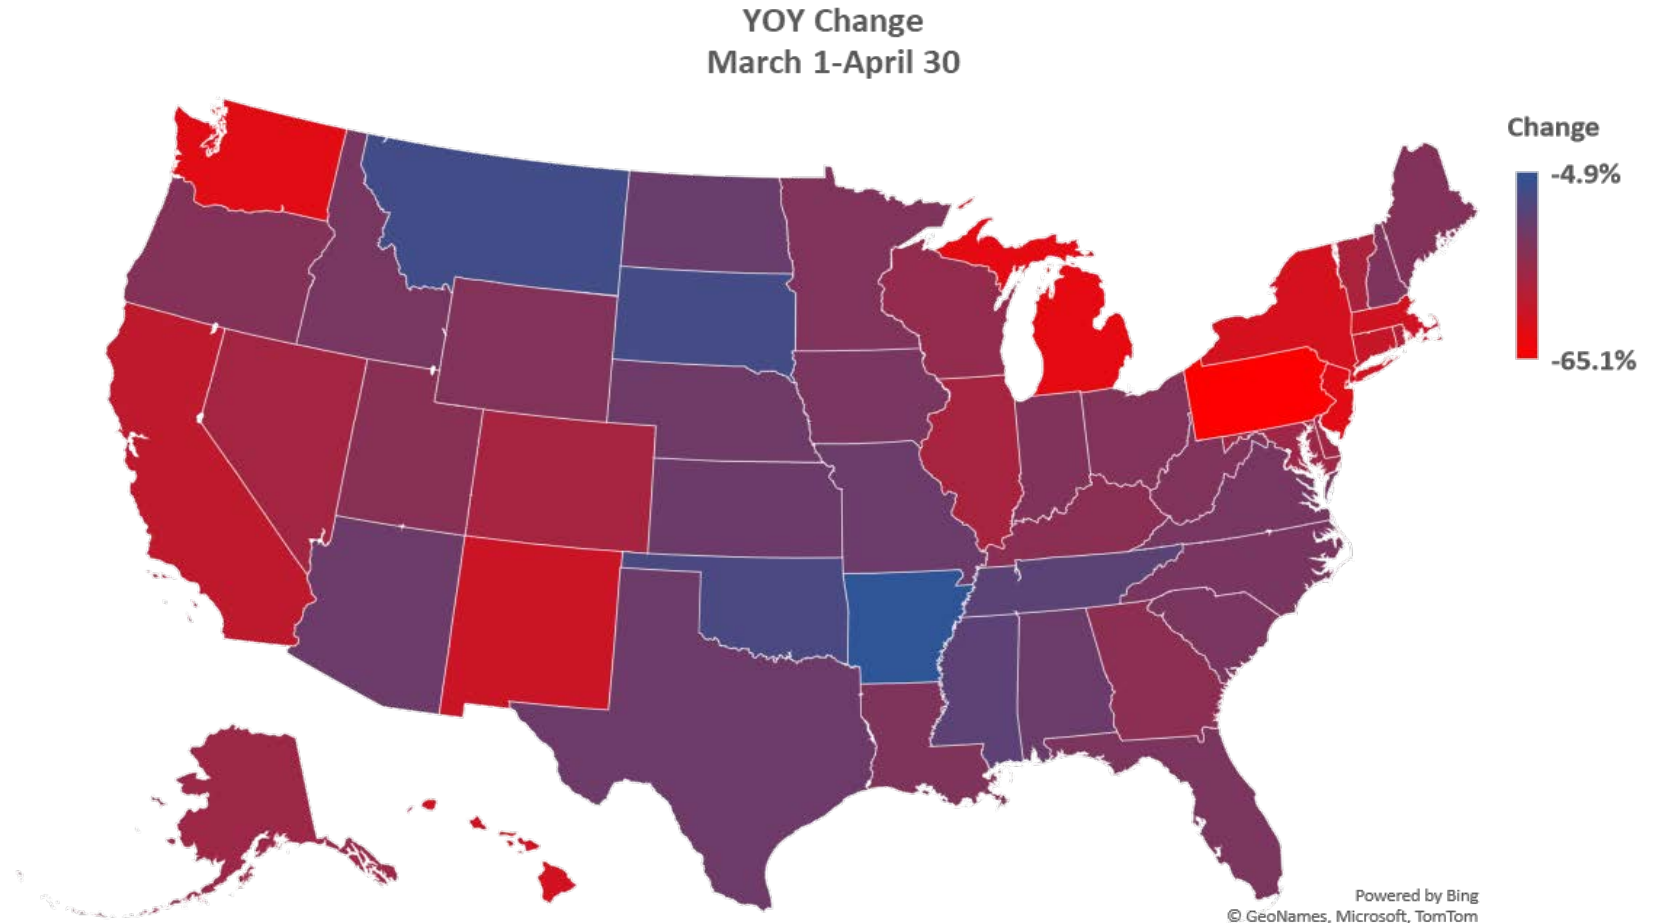 YOY Change
March 1-April 30
Change
-4.9%
-65.1%
Powered by Bing
© GeoNames, Microsoft, TomTom